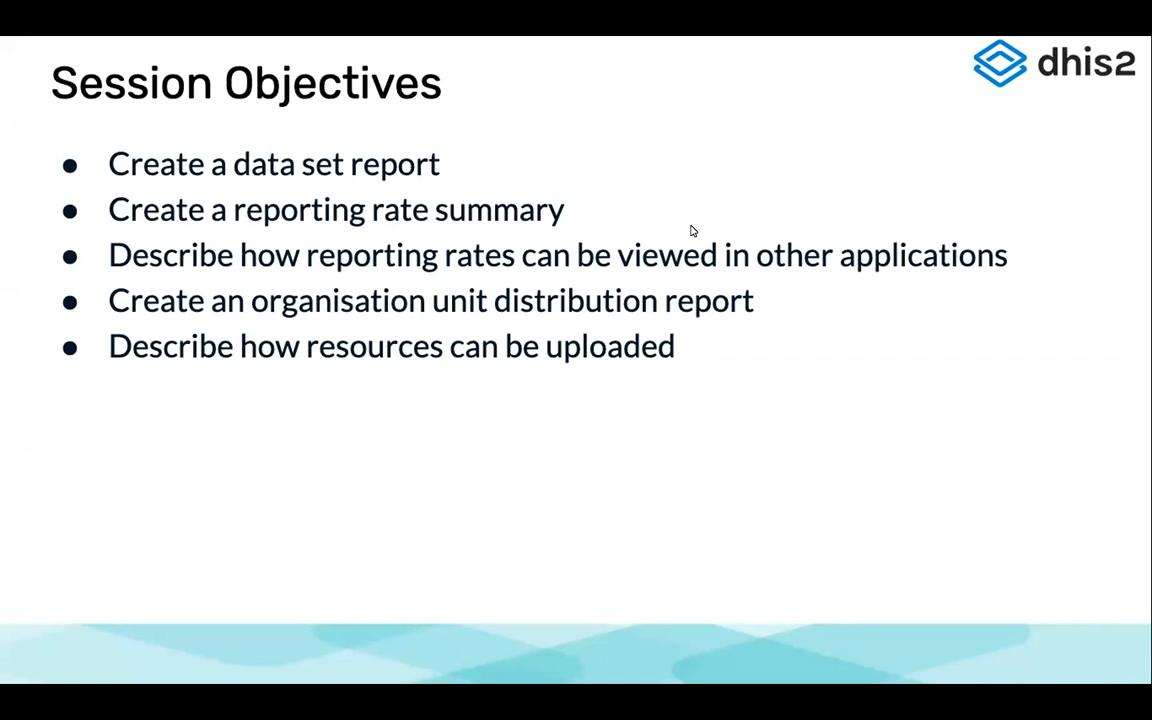 dhis2
Session Objectives
● Create a data set report
● Create a reporting rate summary
● Describe how reporting rates can be viewed in other applications
● Create an organisation unit distribution report
● Describe how resources can be uploaded